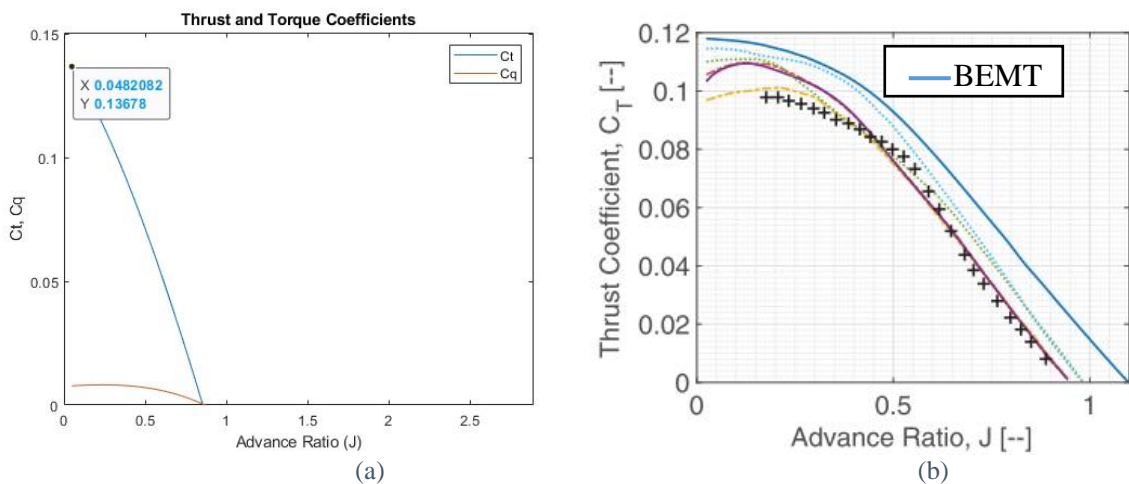 Thrust and Torque Coefficients
0.15
0.1
0.05
0
Ct, Cq
X 0.0482082
Y 0.13678
Ct
Cq
0 0.5 1 1.5 2 2.5
Advance Ratio (J)
(a)
0.12
0.1
0.08
0.06
0.04
0.02
0
Thrust Coefficient, C_T [--]
BEMT
0 0.5 1
Advance Ratio, J [--]
(b)